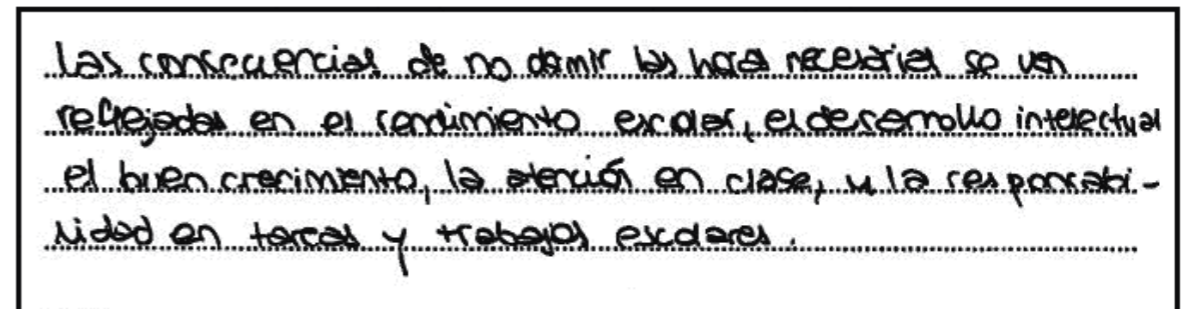 Las consecuencias de no dormir las horas necesarias se ven
reflejadas en el rendimiento escolar, el desarrollo intelectual
el buen crecimiento, la atención en clase, y la responsabi-
lidad en tareas y trabajos escolares.